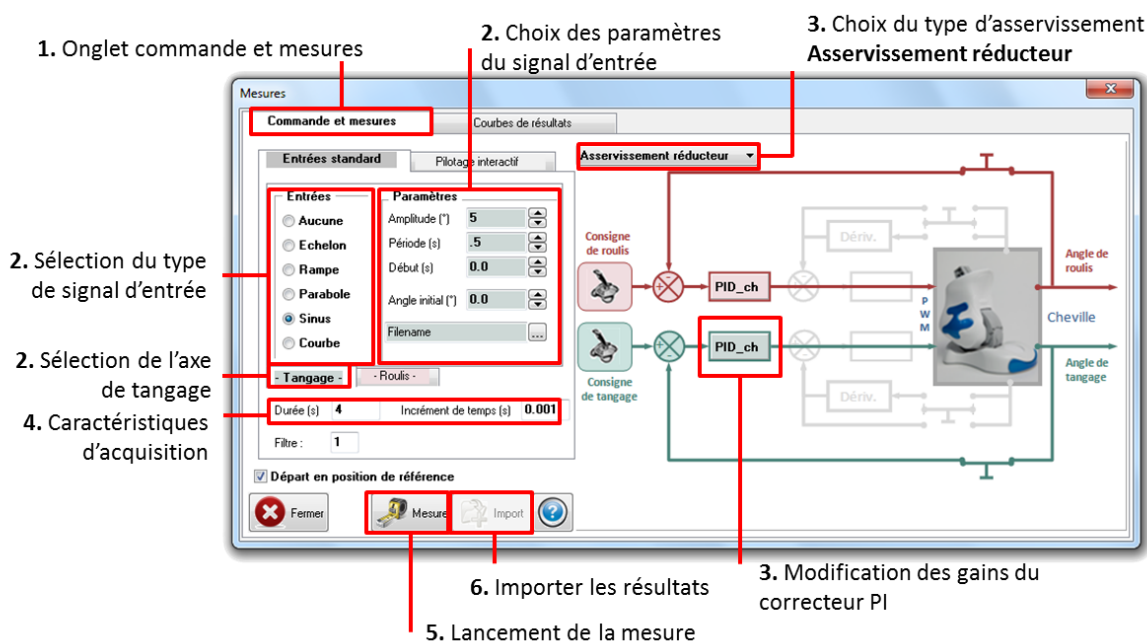 1. Onglet commande et mesures
2. Choix des paramètres
du signal d'entrée
3. Choix du type d'asservissement
Asservissement réducteur
Mesures
Commande et mesures
Courbes de résultats
Entrées standard
Pilotage interactif
Asservissement réducteur
Entrées
Aucune
Echelon
Rampe
Parabole
Sinus
Courbe
Paramètres
Amplitude (°) 5
Période (s) .5
Début (s) 0.0
Angle initial (°) 0.0
Filename ...
2. Sélection du type
de signal d'entrée
2. Sélection de l'axe
de tangage
- Tangage -
- Roulis -
4. Caractéristiques
d'acquisition
Durée (s) 4
Incrément de temps (s) 0.001
Filtre : 1
Départ en position de référence
Fermer
Mesure
Import
?
Consigne
de roulis
PID_ch
Dériv.
Angle de
roulis
P
W
M
Cheville
PID_ch
Consigne
de tangage
Dériv.
Angle de
tangage
6. Importer les résultats
3. Modification des gains du
correcteur PI
5. Lancement de la mesure